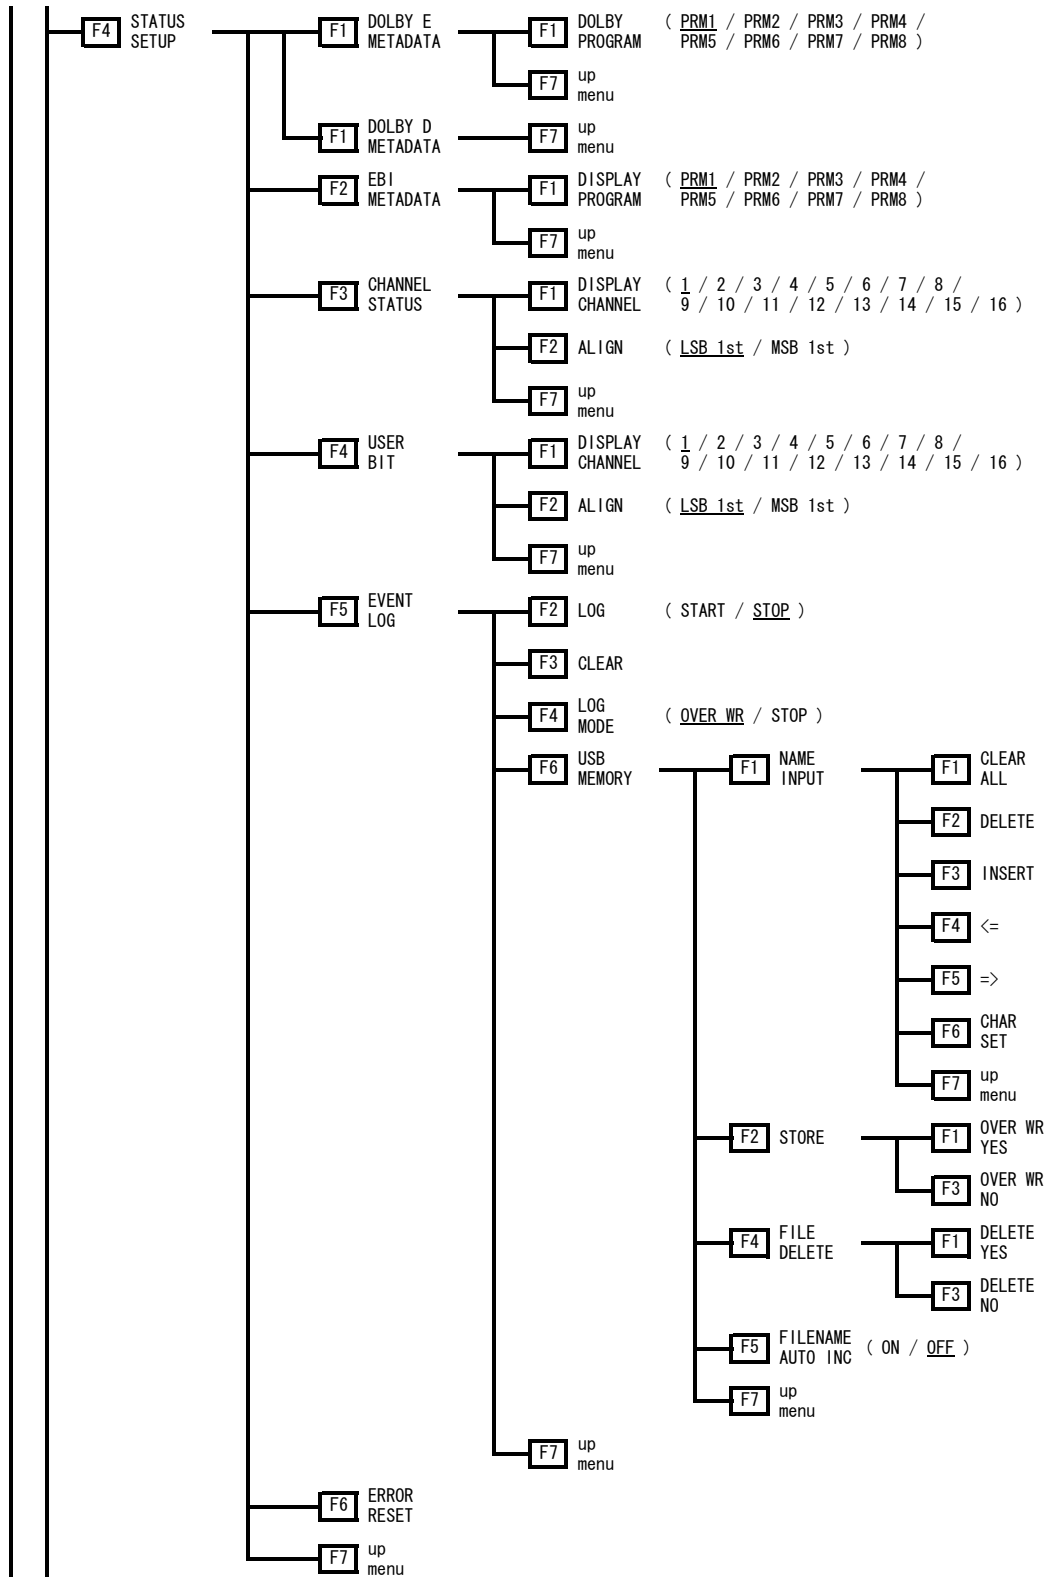 F4 STATUS SETUP
F1 DOLBY E METADATA
F1 DOLBY PROGRAM ( PRM1 / PRM2 / PRM3 / PRM4 /
PRM5 / PRM6 / PRM7 / PRM8 )
F7 up menu
F1 DOLBY D METADATA
F7 up menu
F2 EBI METADATA
F1 DISPLAY PROGRAM ( PRM1 / PRM2 / PRM3 / PRM4 /
PRM5 / PRM6 / PRM7 / PRM8 )
F7 up menu
F3 CHANNEL STATUS
F1 DISPLAY CHANNEL ( 1 / 2 / 3 / 4 / 5 / 6 / 7 / 8 /
9 / 10 / 11 / 12 / 13 / 14 / 15 / 16 )
F2 ALIGN ( LSB 1st / MSB 1st )
F7 up menu
F4 USER BIT
F1 DISPLAY CHANNEL ( 1 / 2 / 3 / 4 / 5 / 6 / 7 / 8 /
9 / 10 / 11 / 12 / 13 / 14 / 15 / 16 )
F2 ALIGN ( LSB 1st / MSB 1st )
F7 up menu
F5 EVENT LOG
F2 LOG ( START / STOP )
F3 CLEAR
F4 LOG MODE ( OVER WR / STOP )
F6 USB MEMORY
F1 NAME INPUT
F1 CLEAR ALL
F2 DELETE
F3 INSERT
F4 <=
F5 =>
F6 CHAR SET
F7 up menu
F2 STORE
F1 OVER WR YES
F3 OVER WR NO
F4 FILE DELETE
F1 DELETE YES
F3 DELETE NO
F5 FILENAME AUTO INC ( ON / OFF )
F7 up menu
F7 up menu
F6 ERROR RESET
F7 up menu